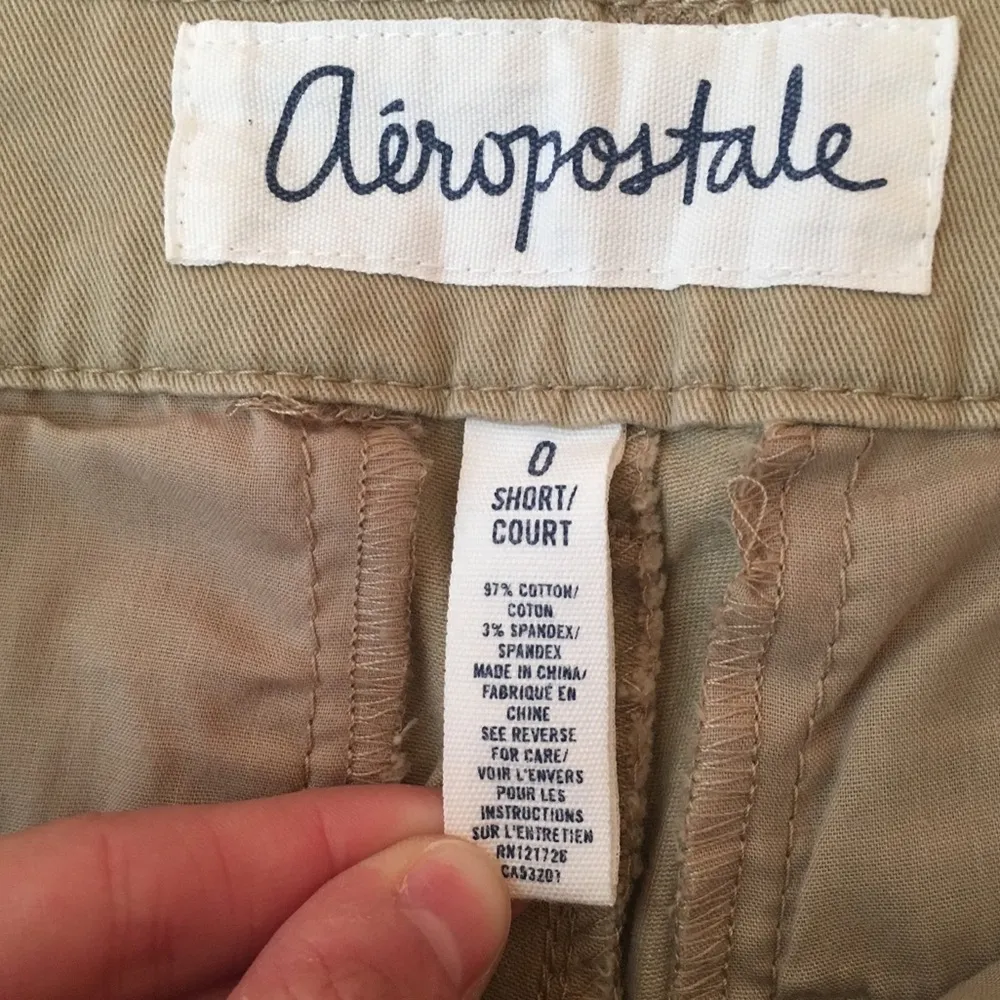 aéropostale
0
SHORT/
COURT
97% COTTON/
COTON
3% SPANDEX/
SPANDEX
MADE IN CHINA/
FABRIQUÉ EN
CHINE
SEE REVERSE
FOR CARE/
VOIR L'ENVERS
POUR LES
INSTRUCTIONS
SUR L'ENTRETIEN
RN121726
CA53201